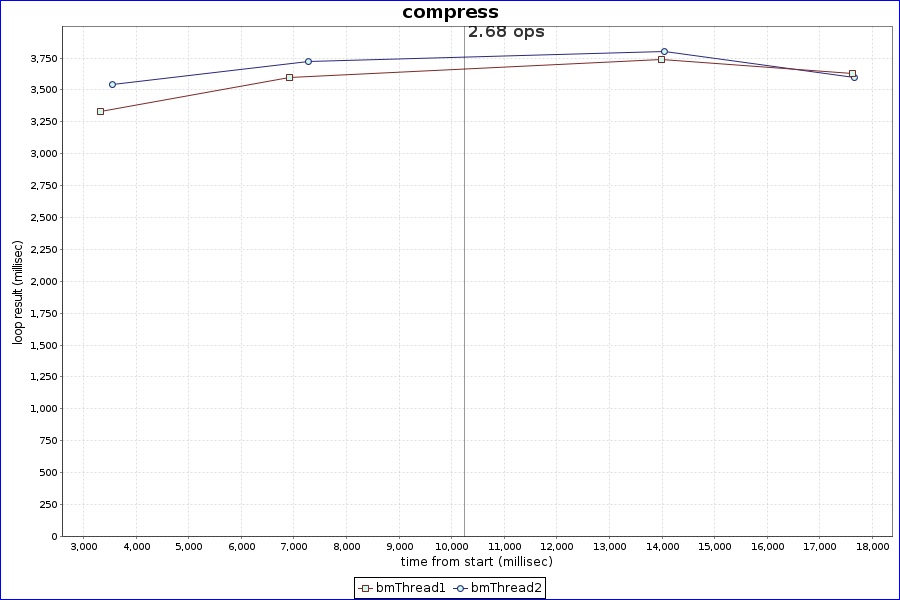 compress
2.68 ops
3,750
3,500
3,250
3,000
2,750
2,500
2,250
2,000
1,750
1,500
1,250
1,000
750
500
250
0
loop result (millisec)
3,000 4,000 5,000 6,000 7,000 8,000 9,000 10,000 11,000 12,000 13,000 14,000 15,000 16,000 17,000 18,000
time from start (millisec)
bmThread1 bmThread2